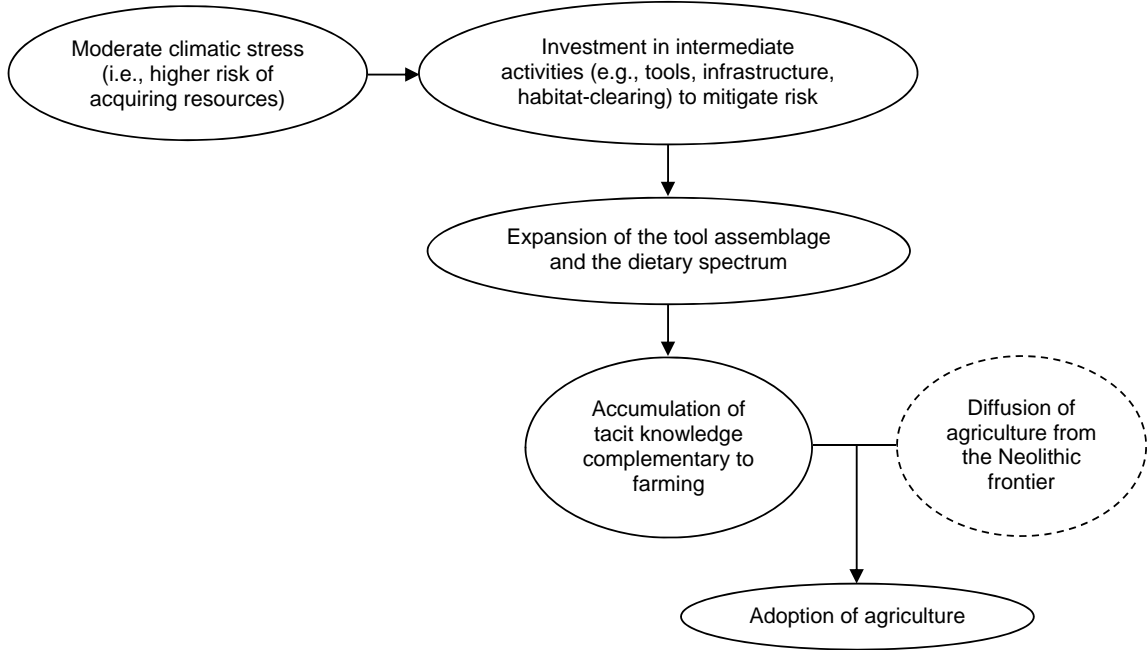 Moderate climatic stress
(i.e., higher risk of
acquiring resources)
Investment in intermediate
activities (e.g., tools, infrastructure,
habitat-clearing) to mitigate risk
Expansion of the tool assemblage
and the dietary spectrum
Accumulation of
tacit knowledge
complementary to
farming
Diffusion of
agriculture from
the Neolithic
frontier
Adoption of agriculture